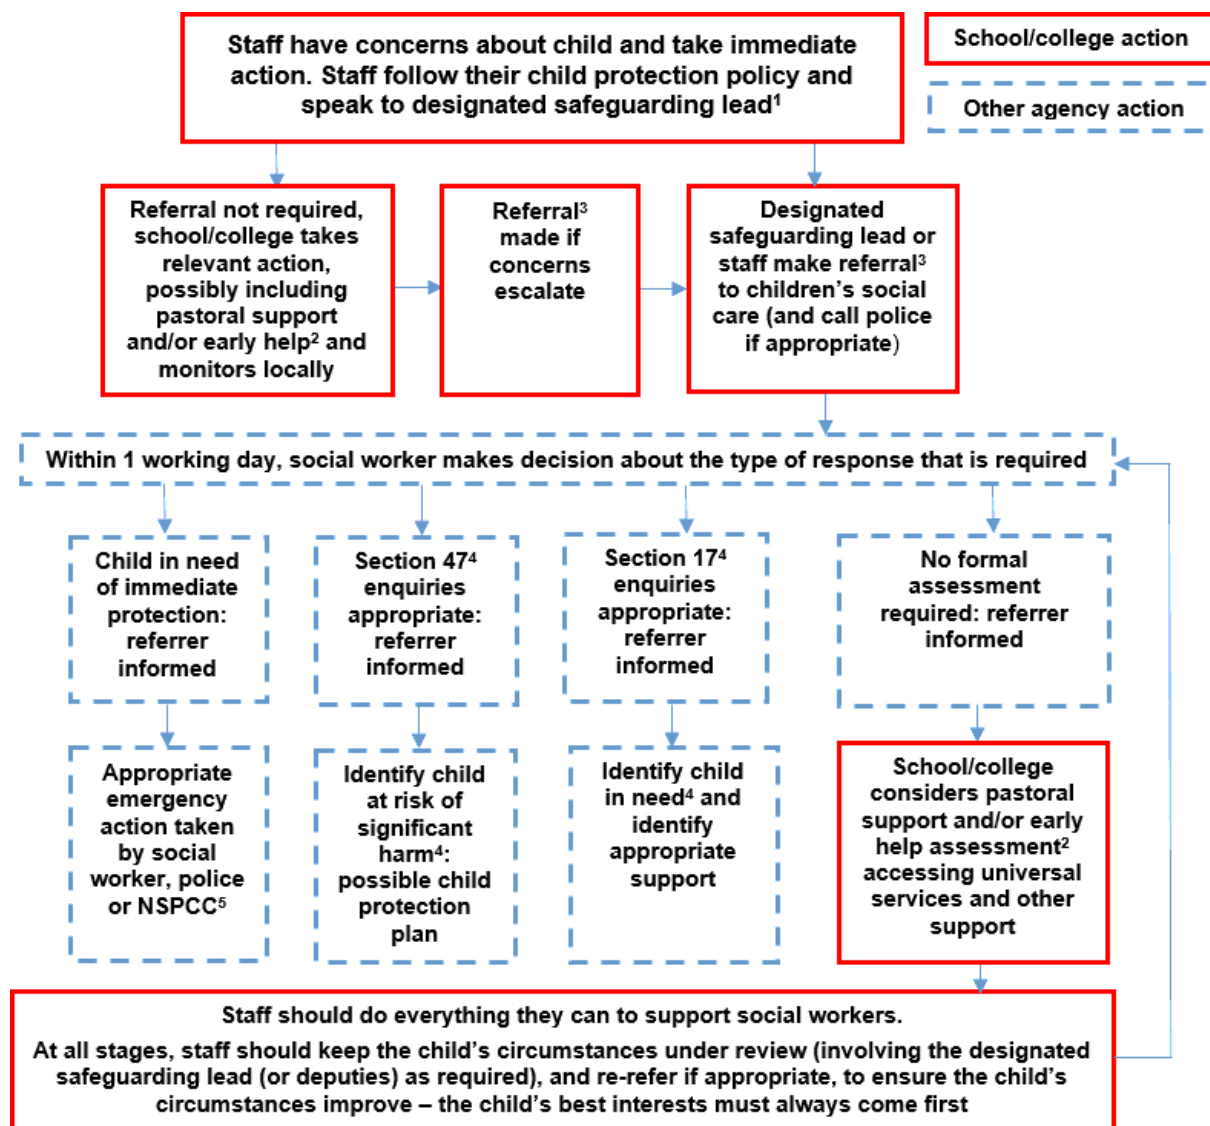 Staff have concerns about child and take immediate
action. Staff follow their child protection policy and
speak to designated safeguarding lead¹
School/college action
Other agency action
Referral not required,
school/college takes
relevant action,
possibly including
pastoral support
and/or early help² and
monitors locally
Referral³
made if
concerns
escalate
Designated
safeguarding lead or
staff make referral³
to children’s social
care (and call police
if appropriate)
Within 1 working day, social worker makes decision about the type of response that is required
Child in need
of immediate
protection:
referrer
informed
Section 47⁴
enquiries
appropriate:
referrer
informed
Section 17⁴
enquiries
appropriate:
referrer
informed
No formal
assessment
required: referrer
informed
Appropriate
emergency
action taken
by social
worker, police
or NSPCC⁵
Identify child
at risk of
significant
harm⁴:
possible child
protection
plan
Identify child
in need⁴ and
identify
appropriate
support
School/college
considers pastoral
support and/or early
help assessment²
accessing universal
services and other
support
Staff should do everything they can to support social workers.
At all stages, staff should keep the child’s circumstances under review (involving the designated
safeguarding lead (or deputies) as required), and re-refer if appropriate, to ensure the child’s
circumstances improve – the child’s best interests must always come first